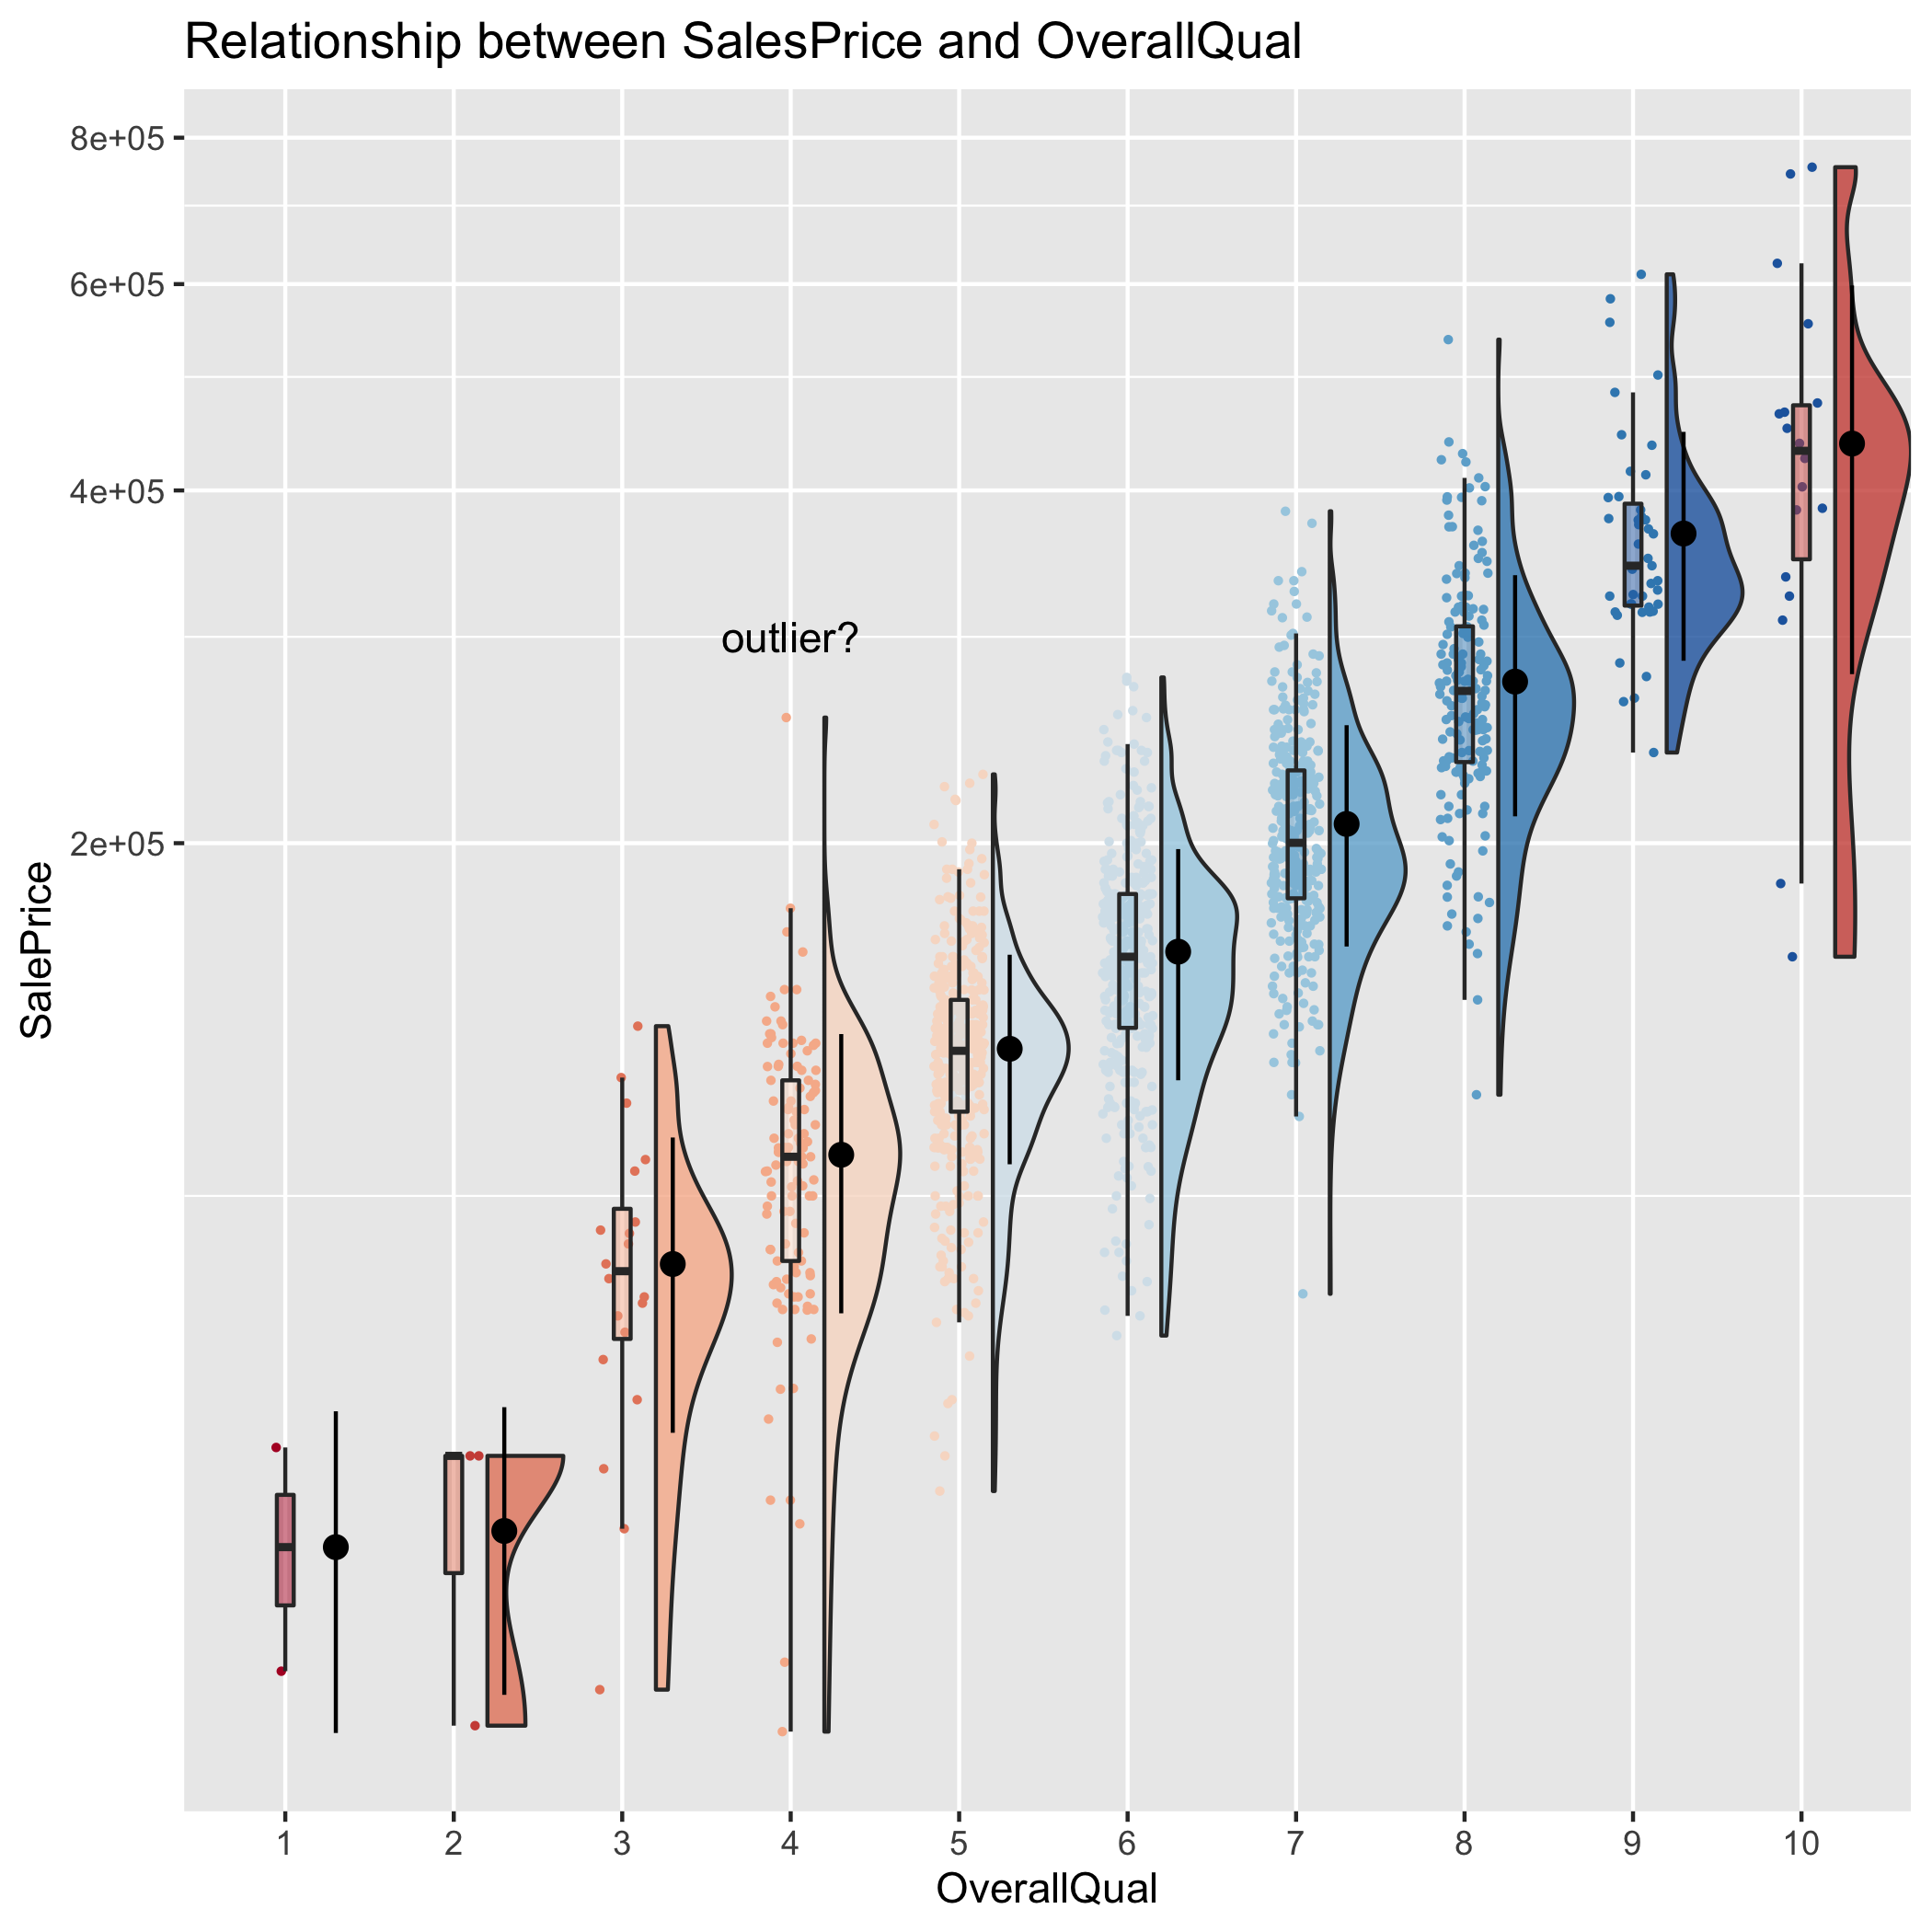 Relationship between SalesPrice and OverallQual
8e+05
6e+05
4e+05
2e+05
SalePrice
outlier?
1 2 3 4 5 6 7 8 9 10
OverallQual